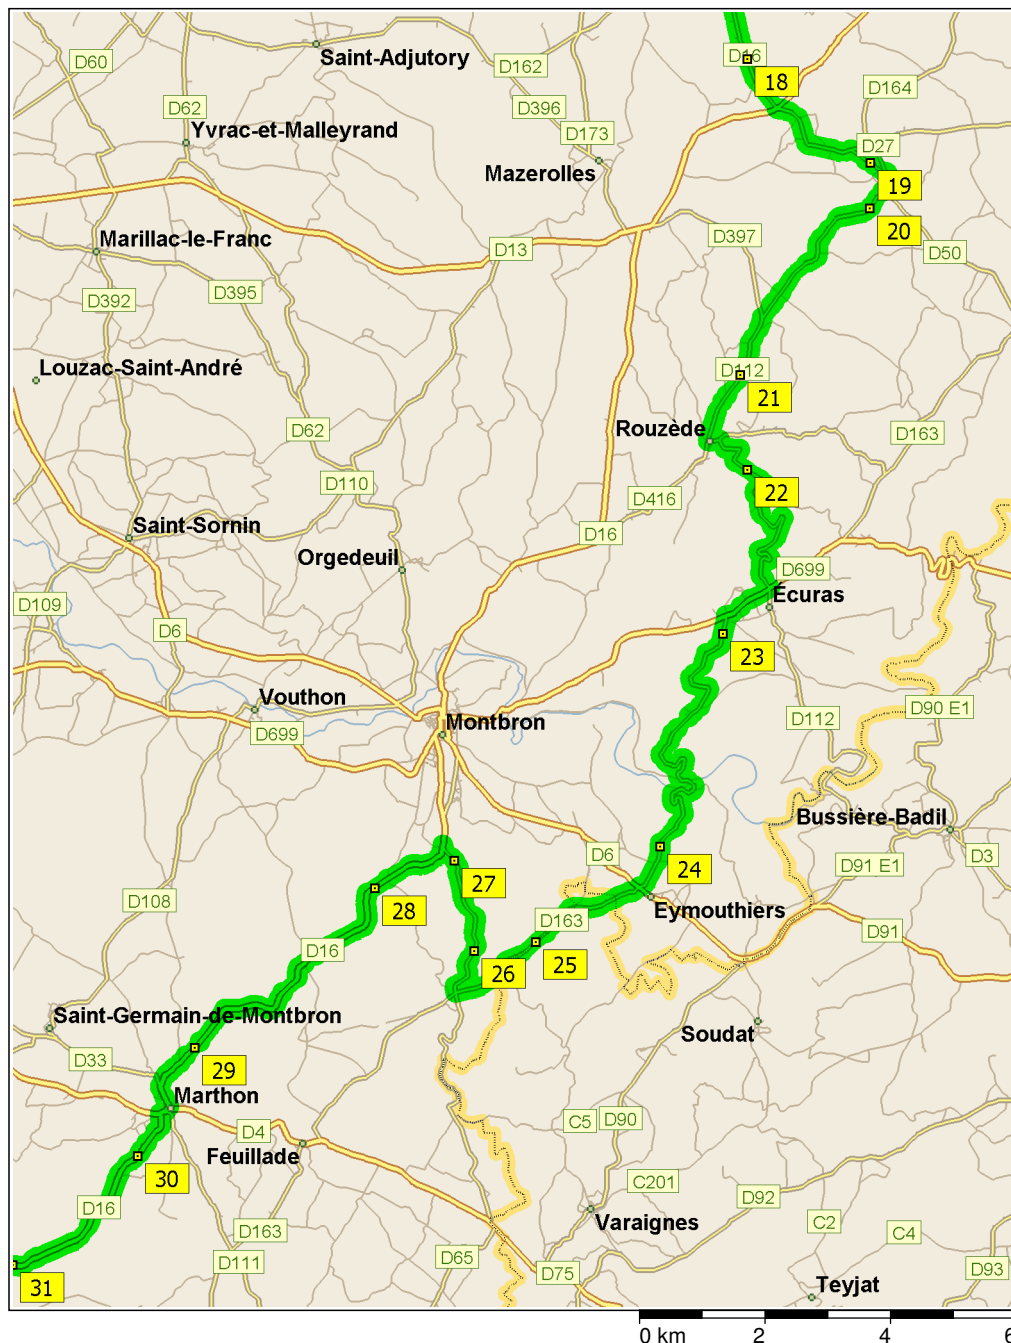 Saint-Adjutory
D16
D60
D162
18
D164
D62
D396
Yvrac-et-Malleyrand
D173
D27
Mazerolles
19
20
Marillac-le-Franc
D397
D13
D50
D395
D392
Louzac-Saint-André
D112
21
Rouzède
D62
D163
D110
22
D416
Saint-Sornin
D16
Orgedeuil
D699
Écuras
D109
D6
23
Vouthon
D90 E1
D112
Montbron
D699
Bussière-Badil
D6
D3
D91 E1
24
27
D108
28
Eymouthiers
D163
D91
25
D16
26
Saint-Germain-de-Montbron
Soudat
D33
29
Marthon
C5
D90
D4
Feuillade
30
C201
D92
D16
Varaignes
C2
C4
D163
D65
D111
D75
D93
31
Teyjat
0 km
2
4
6